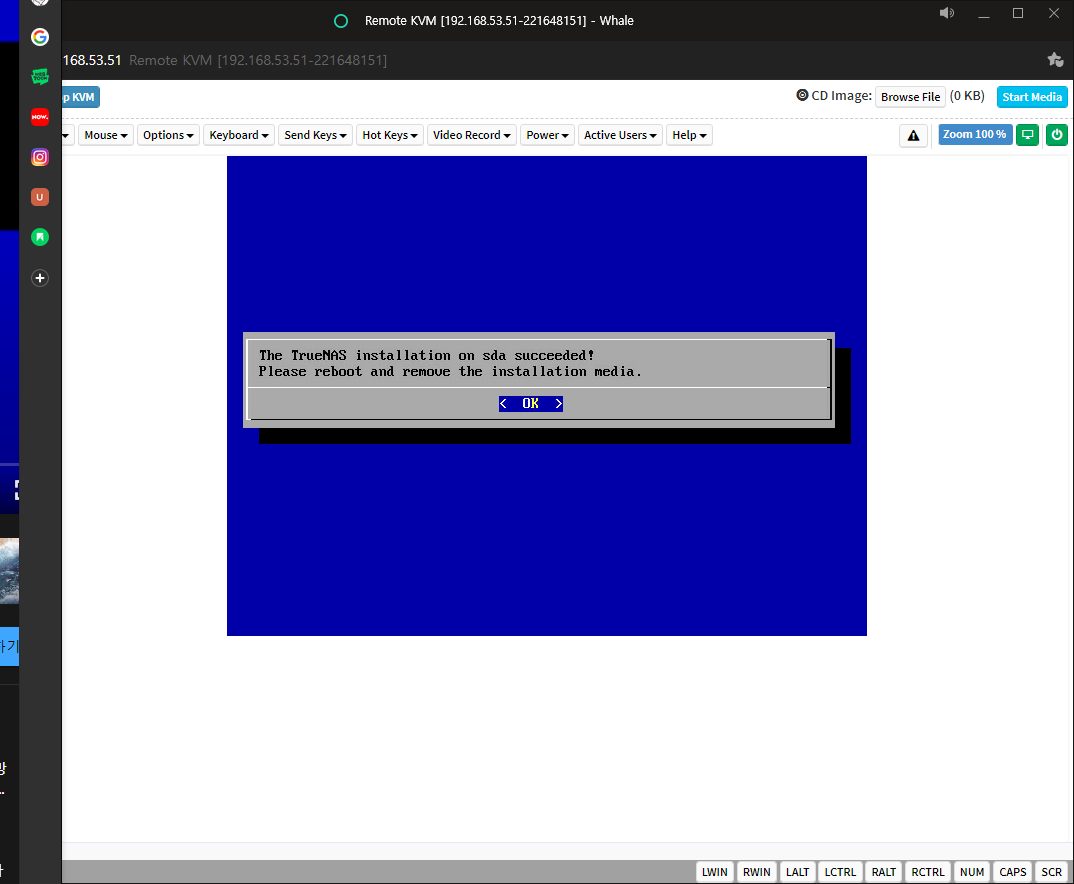 Remote KVM [192.168.53.51-221648151] - Whale
168.53.51 Remote KVM [192.168.53.51-221648151]
p KVM
CD Image: Browse File (0 KB) Start Media
Mouse Options Keyboard Send Keys Hot Keys Video Record Power Active Users Help Zoom 100 %
NOW.
U
The TrueNAS installation on sda succeeded!
Please reboot and remove the installation media.
< OK >
하기
LWIN RWIN LALT LCTRL RALT RCTRL NUM CAPS SCR